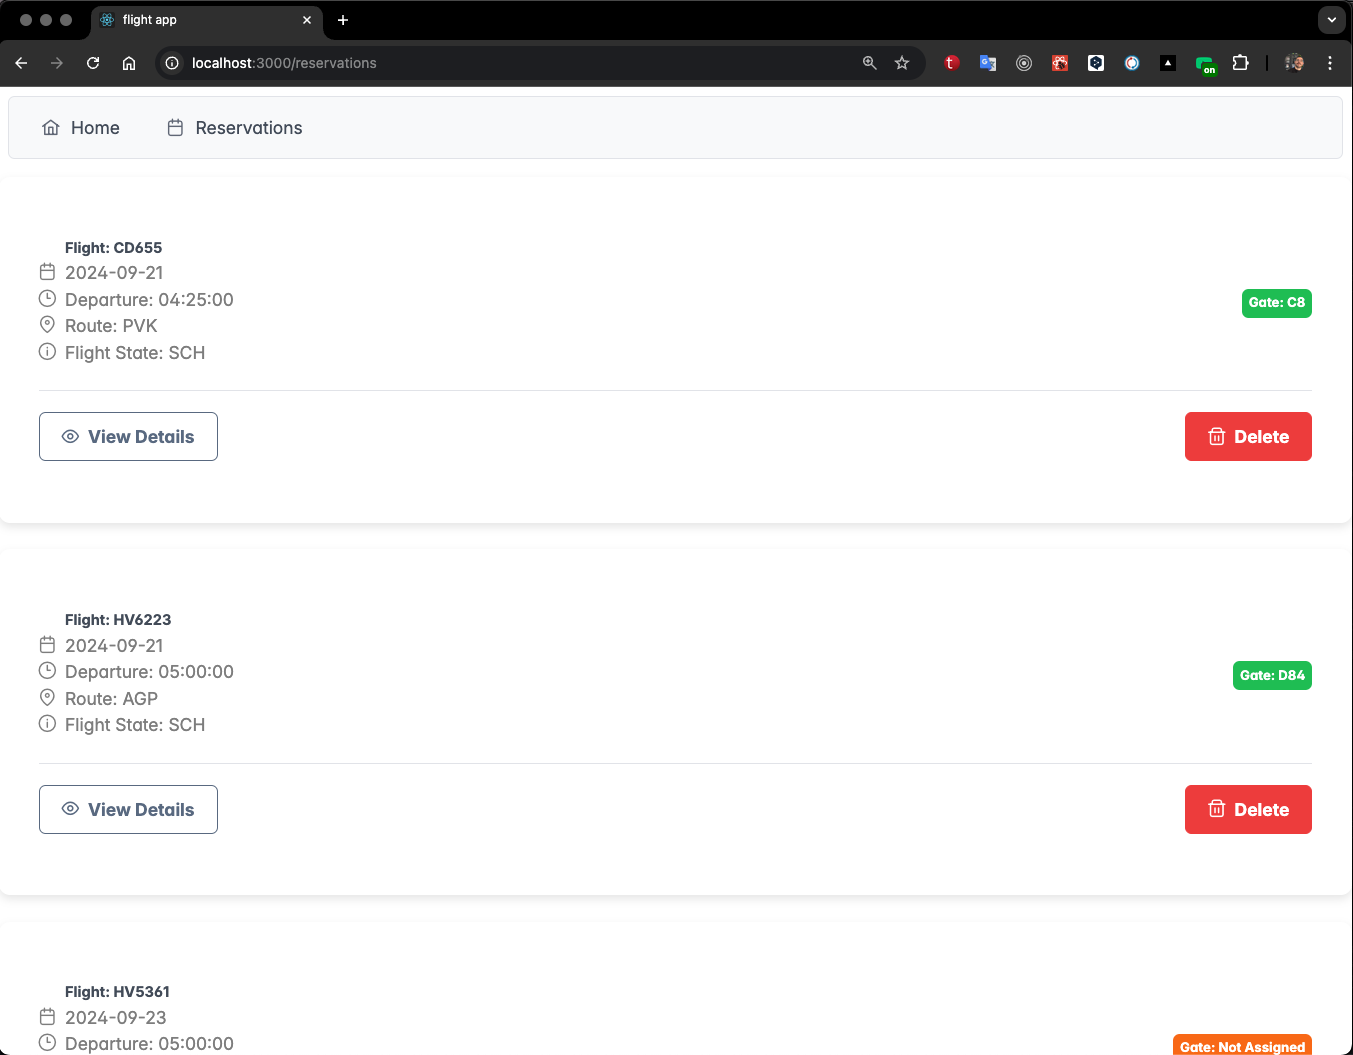 flight app
localhost:3000/reservations
on
Home
Reservations
Flight: CD655
2024-09-21
Departure: 04:25:00
Route: PVK
Flight State: SCH
Gate: C8
View Details
Delete
Flight: HV6223
2024-09-21
Departure: 05:00:00
Route: AGP
Flight State: SCH
Gate: D84
View Details
Delete
Flight: HV5361
2024-09-23
Departure: 05:00:00
Gate: Not Assigned